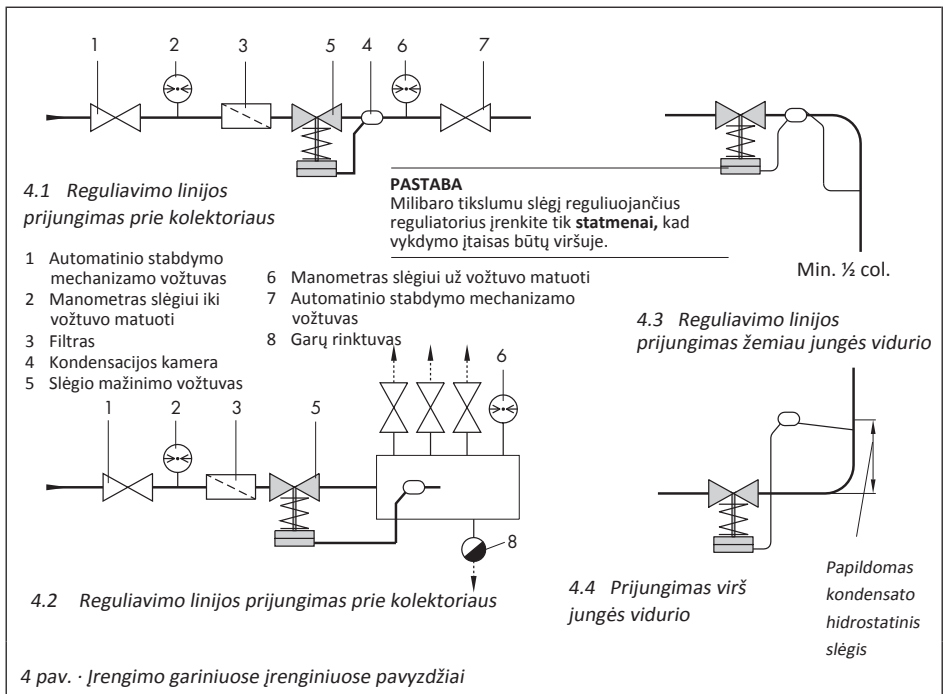 1 2 3 5 4 6 7
4.1 Reguliavimo linijos
prijungimas prie kolektoriaus
PASTABA
Milibaro tikslumu slėgį reguliuojančius
reguliatorius įrenkite tik statmenai, kad
vykdymo įtaisas būtų viršuje.
1 Automatinio stabdymo
mechanizamo vožtuvas
2 Manometras slėgiui iki
vožtuvo matuoti
3 Filtras
4 Kondensacijos kamera
5 Slėgio mažinimo vožtuvas
6 Manometras slėgiui už vožtuvo matuoti
7 Automatinio stabdymo mechanizamo
vožtuvas
8 Garų rinktuvas
Min. ½ col.
4.3 Reguliavimo linijos
prijungimas žemiau jungės vidurio
1 2 3 5 6
8
4.2 Reguliavimo linijos prijungimas prie kolektoriaus
4.4 Prijungimas virš
jungės vidurio
Papildomas
kondensato
hidrostatinis
slėgis
4 pav. · Įrengimo gariniuose įrenginiuose pavyzdžiai